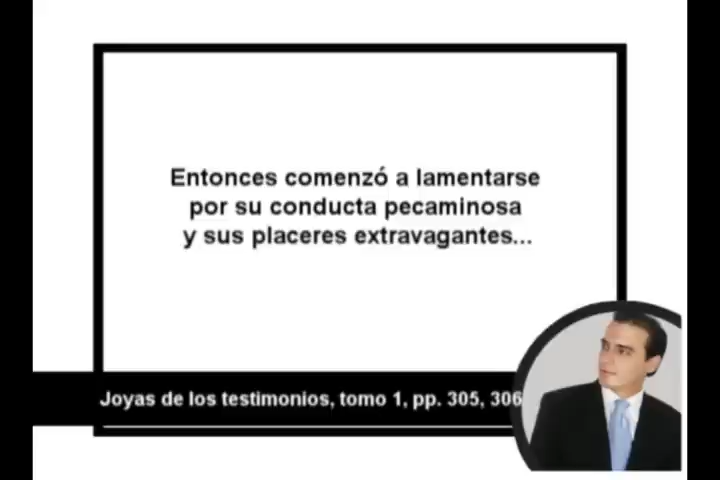 Entonces comenzó a lamentarse
por su conducta pecaminosa
y sus placeres extravagantes...
Joyas de los testimonios, tomo 1, pp. 305, 306